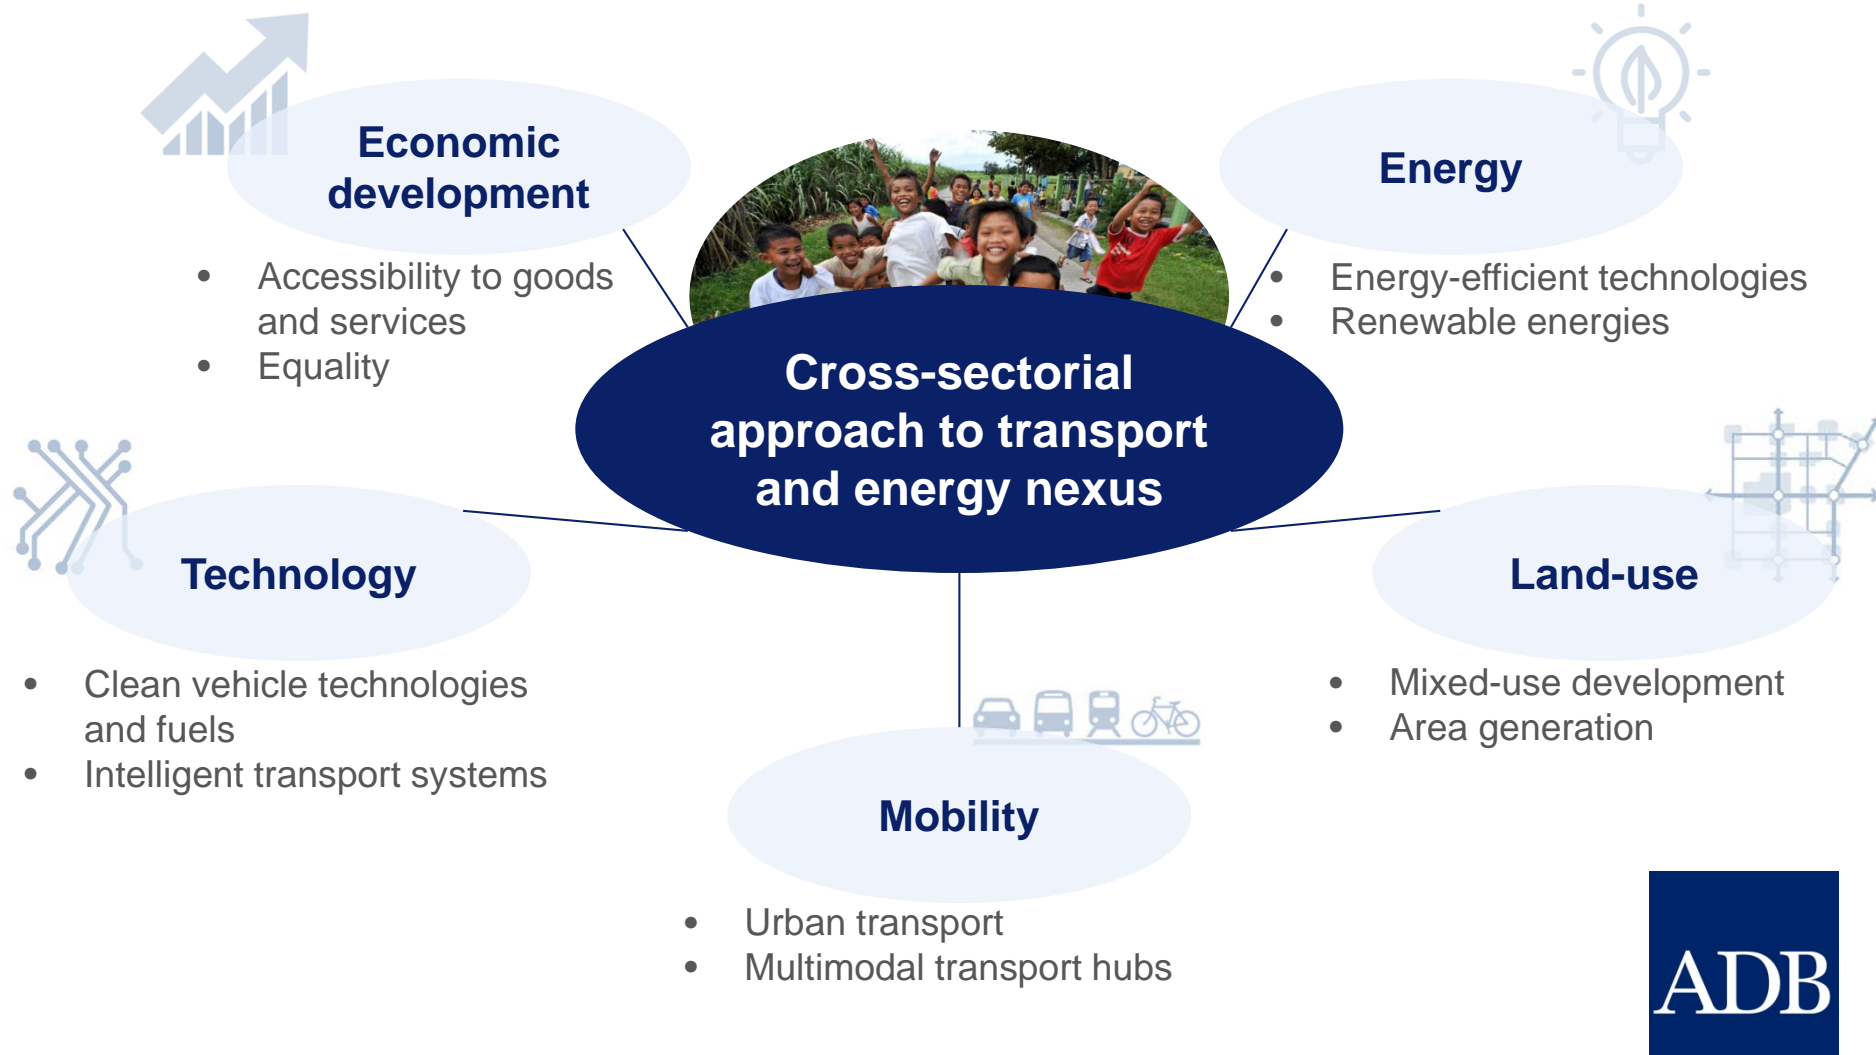 Economic
development
• Accessibility to goods
and services
• Equality
Energy
• Energy-efficient technologies
• Renewable energies
Cross-sectorial
approach to transport
and energy nexus
Technology
• Clean vehicle technologies
and fuels
• Intelligent transport systems
Land-use
• Mixed-use development
• Area generation
Mobility
• Urban transport
• Multimodal transport hubs
ADB